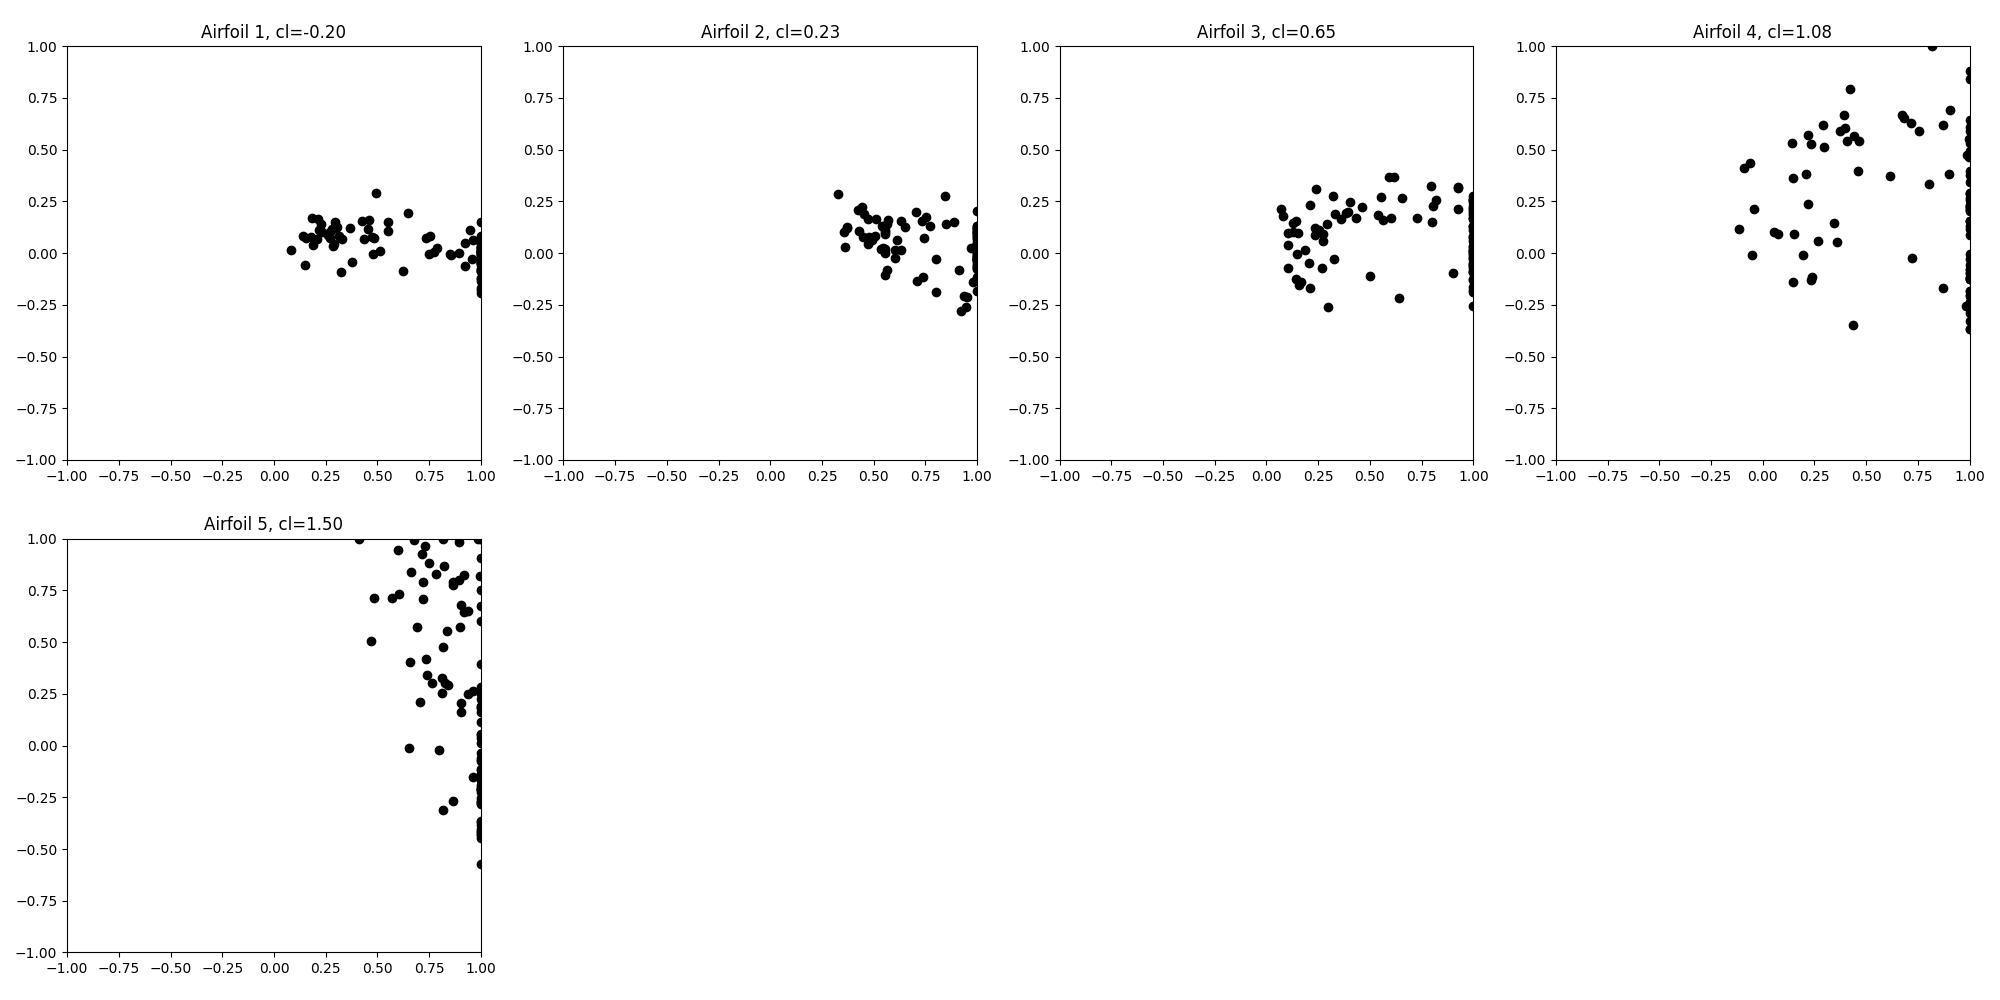 Airfoil 1, cl=-0.20
Airfoil 2, cl=0.23
Airfoil 3, cl=0.65
Airfoil 4, cl=1.08
1.00 1.00 1.00 1.00
0.75 0.75 0.75 0.75
0.50 0.50 0.50 0.50
0.25 0.25 0.25 0.25
0.00 0.00 0.00 0.00
−0.25 −0.25 −0.25 −0.25
−0.50 −0.50 −0.50 −0.50
−0.75 −0.75 −0.75 −0.75
−1.00 −1.00 −1.00 −1.00
−1.00 −0.75 −0.50 −0.25 0.00 0.25 0.50 0.75 1.00
−1.00 −0.75 −0.50 −0.25 0.00 0.25 0.50 0.75 1.00
−1.00 −0.75 −0.50 −0.25 0.00 0.25 0.50 0.75 1.00
−1.00 −0.75 −0.50 −0.25 0.00 0.25 0.50 0.75 1.00
Airfoil 5, cl=1.50
1.00
0.75
0.50
0.25
0.00
−0.25
−0.50
−0.75
−1.00
−1.00 −0.75 −0.50 −0.25 0.00 0.25 0.50 0.75 1.00